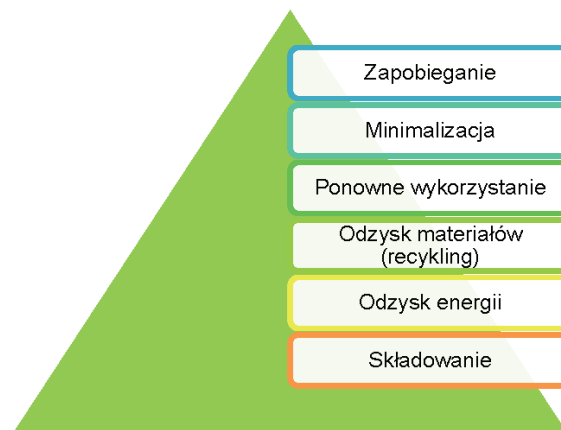 Zapobieganie
Minimalizacja
Ponowne wykorzystanie
Odzysk materiałów
(recykling)
Odzysk energii
Składowanie